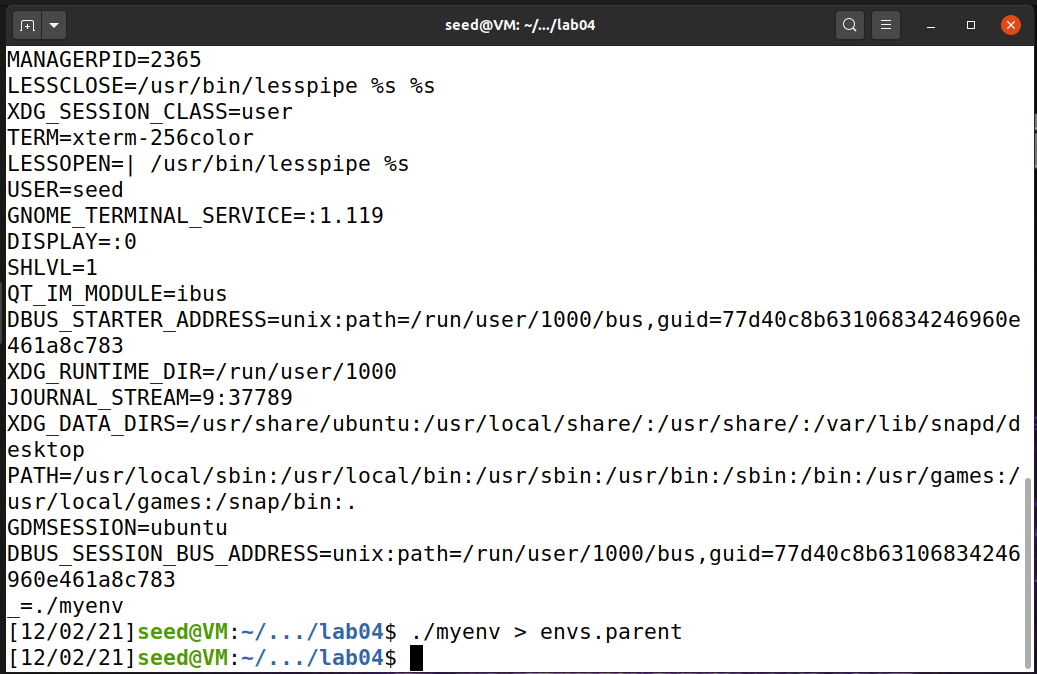 seed@VM: ~/.../lab04
MANAGERPID=2365
LESSCLOSE=/usr/bin/lesspipe %s %s
XDG_SESSION_CLASS=user
TERM=xterm-256color
LESSOPEN=| /usr/bin/lesspipe %s
USER=seed
GNOME_TERMINAL_SERVICE=:1.119
DISPLAY=:0
SHLVL=1
QT_IM_MODULE=ibus
DBUS_STARTER_ADDRESS=unix:path=/run/user/1000/bus,guid=77d40c8b63106834246960e
461a8c783
XDG_RUNTIME_DIR=/run/user/1000
JOURNAL_STREAM=9:37789
XDG_DATA_DIRS=/usr/share/ubuntu:/usr/local/share/:/usr/share/:/var/lib/snapd/d
esktop
PATH=/usr/local/sbin:/usr/local/bin:/usr/sbin:/usr/bin:/sbin:/bin:/usr/games:/
usr/local/games:/snap/bin:.
GDMSESSION=ubuntu
DBUS_SESSION_BUS_ADDRESS=unix:path=/run/user/1000/bus,guid=77d40c8b63106834246
960e461a8c783
_=./myenv
[12/02/21]seed@VM:~/.../lab04$ ./myenv > envs.parent
[12/02/21]seed@VM:~/.../lab04$